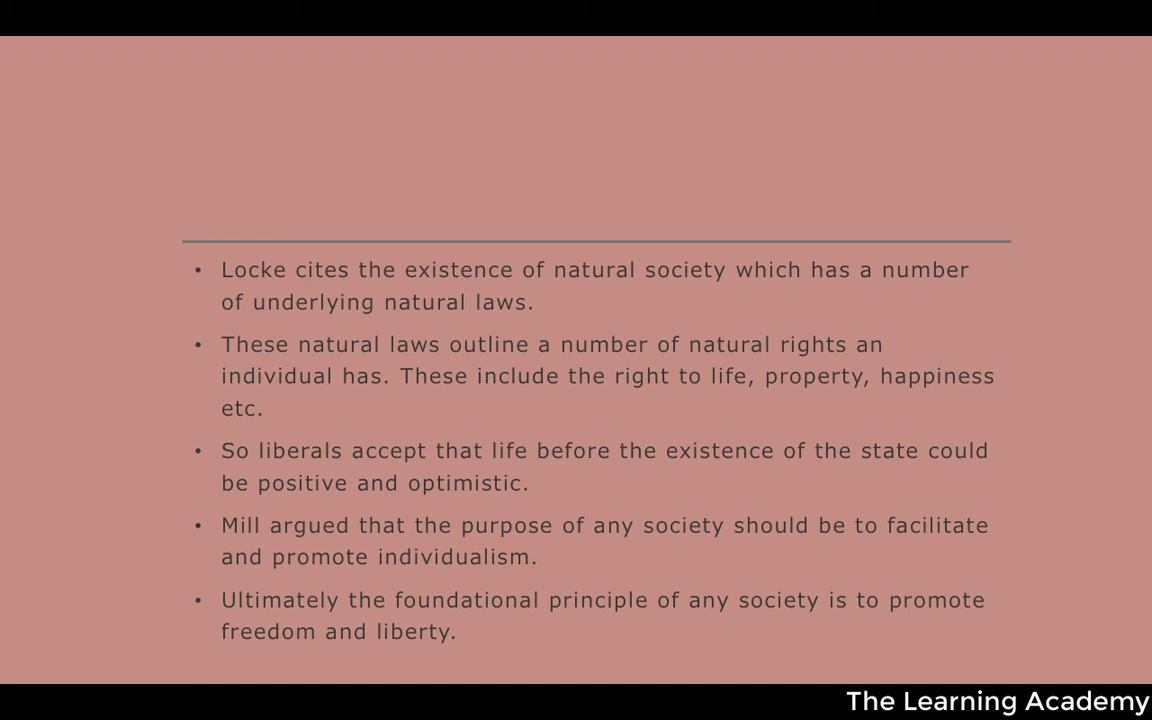 • Locke cites the existence of natural society which has a number
of underlying natural laws.
• These natural laws outline a number of natural rights an
individual has. These include the right to life, property, happiness
etc.
• So liberals accept that life before the existence of the state could
be positive and optimistic.
• Mill argued that the purpose of any society should be to facilitate
and promote individualism.
• Ultimately the foundational principle of any society is to promote
freedom and liberty.
The Learning Academy